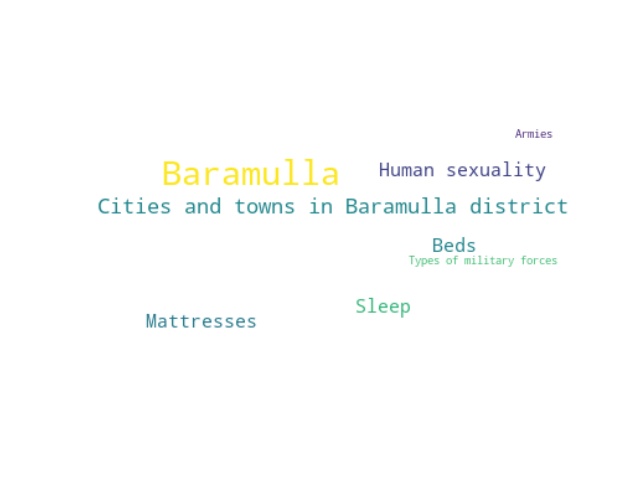 Armies
Baramulla
Human sexuality
Cities and towns in Baramulla district
Beds
Types of military forces
Sleep
Mattresses